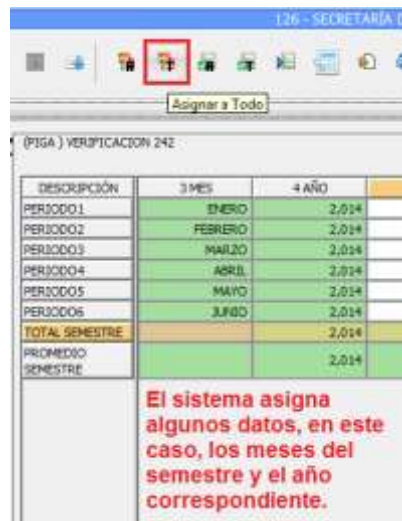 126 - SECRETARÍA D
Asignar a Todo
(PIGA ) VERIFICACION 242
DESCRIPCIÓN 3 MES 4 AÑO
PERIODO1 ENERO 2,014
PERIODO2 FEBRERO 2,014
PERIODO3 MARZO 2,014
PERIODO4 ABRIL 2,014
PERIODO5 MAYO 2,014
PERIODO6 JUNIO 2,014
TOTAL SEMESTRE 2,014
PROMEDIO
SEMESTRE 2,014
El sistema asigna
algunos datos, en este
caso, los meses del
semestre y el año
correspondiente.